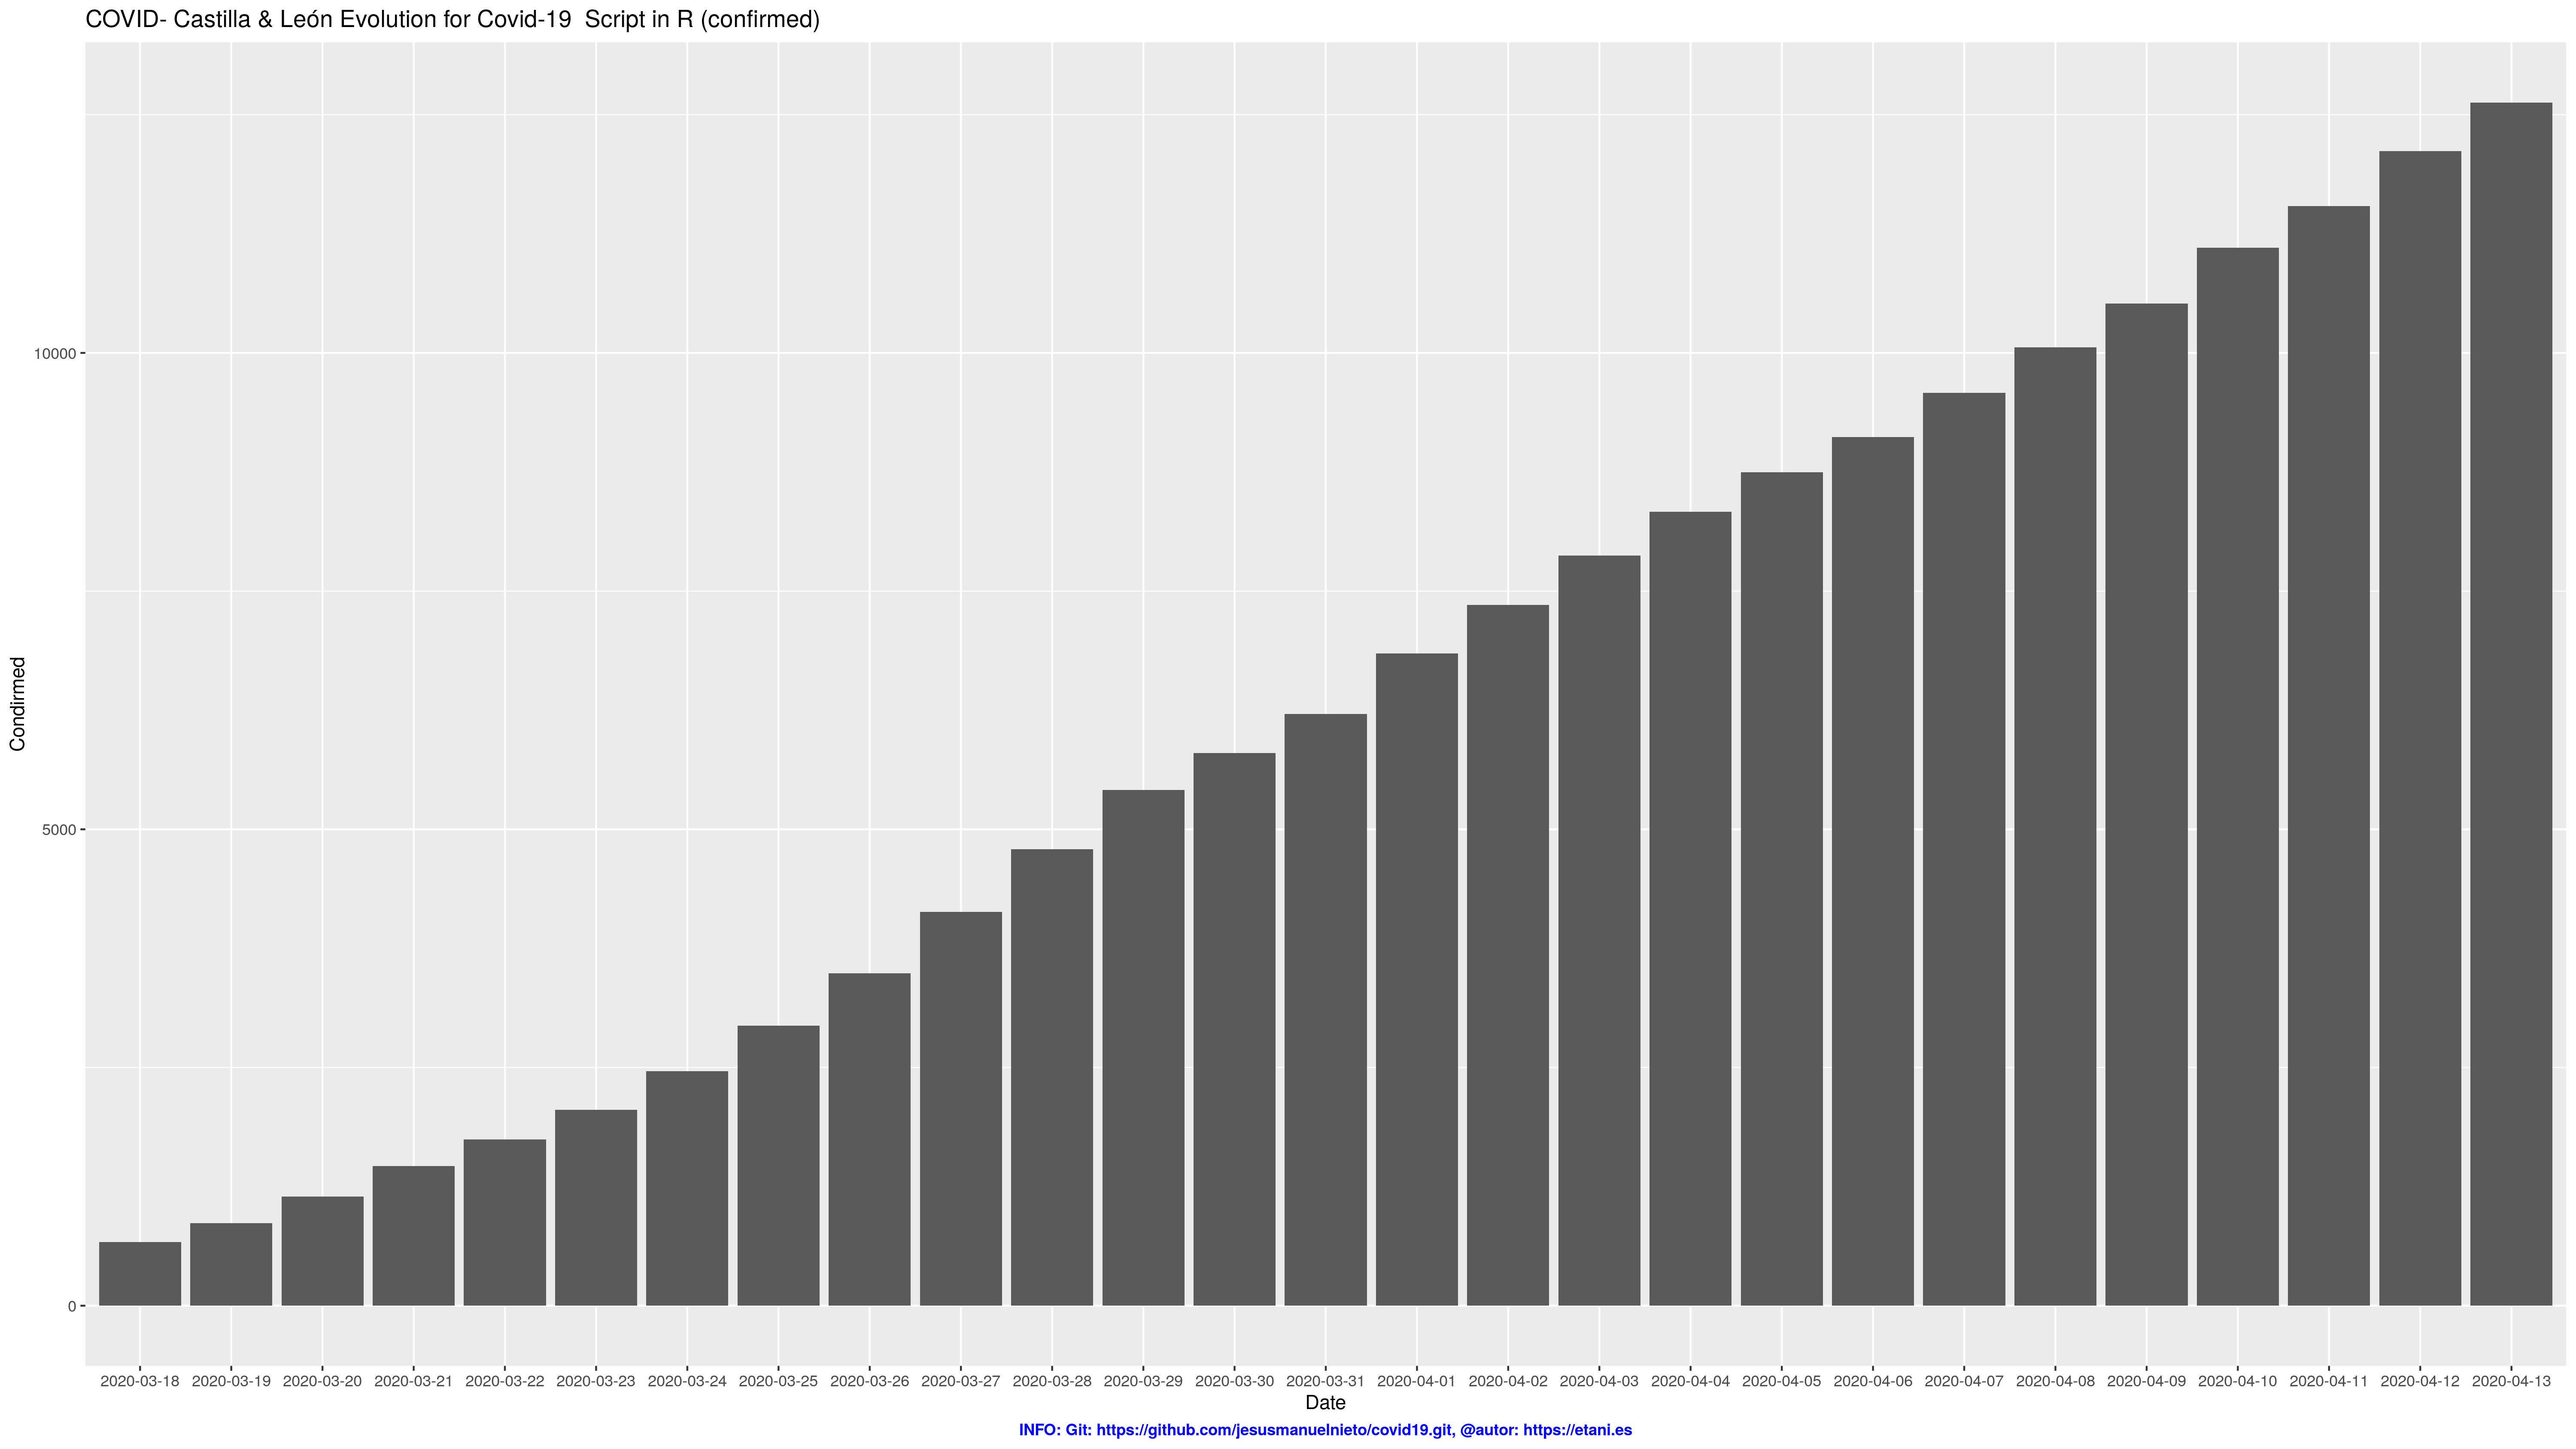 COVID- Castilla & León Evolution for Covid-19  Script in R (confirmed)
Condirmed
10000
5000
0
2020-03-18 2020-03-19 2020-03-20 2020-03-21 2020-03-22 2020-03-23 2020-03-24 2020-03-25 2020-03-26 2020-03-27 2020-03-28 2020-03-29 2020-03-30 2020-03-31 2020-04-01 2020-04-02 2020-04-03 2020-04-04 2020-04-05 2020-04-06 2020-04-07 2020-04-08 2020-04-09 2020-04-10 2020-04-11 2020-04-12 2020-04-13
Date
INFO: Git: https://github.com/jesusmanuelnieto/covid19.git, @autor: https://etani.es